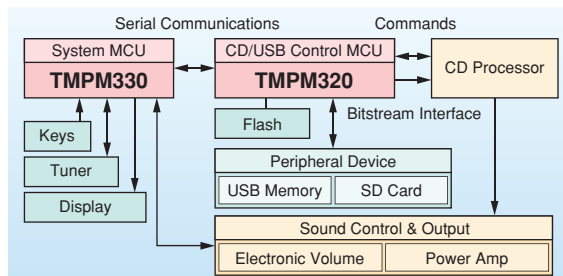 Serial Communications
Commands
System MCU
TMPM330
CD/USB Control MCU
TMPM320
CD Processor
Keys
Flash
Bitstream Interface
Tuner
Peripheral Device
USB Memory
SD Card
Display
Sound Control & Output
Electronic Volume
Power Amp